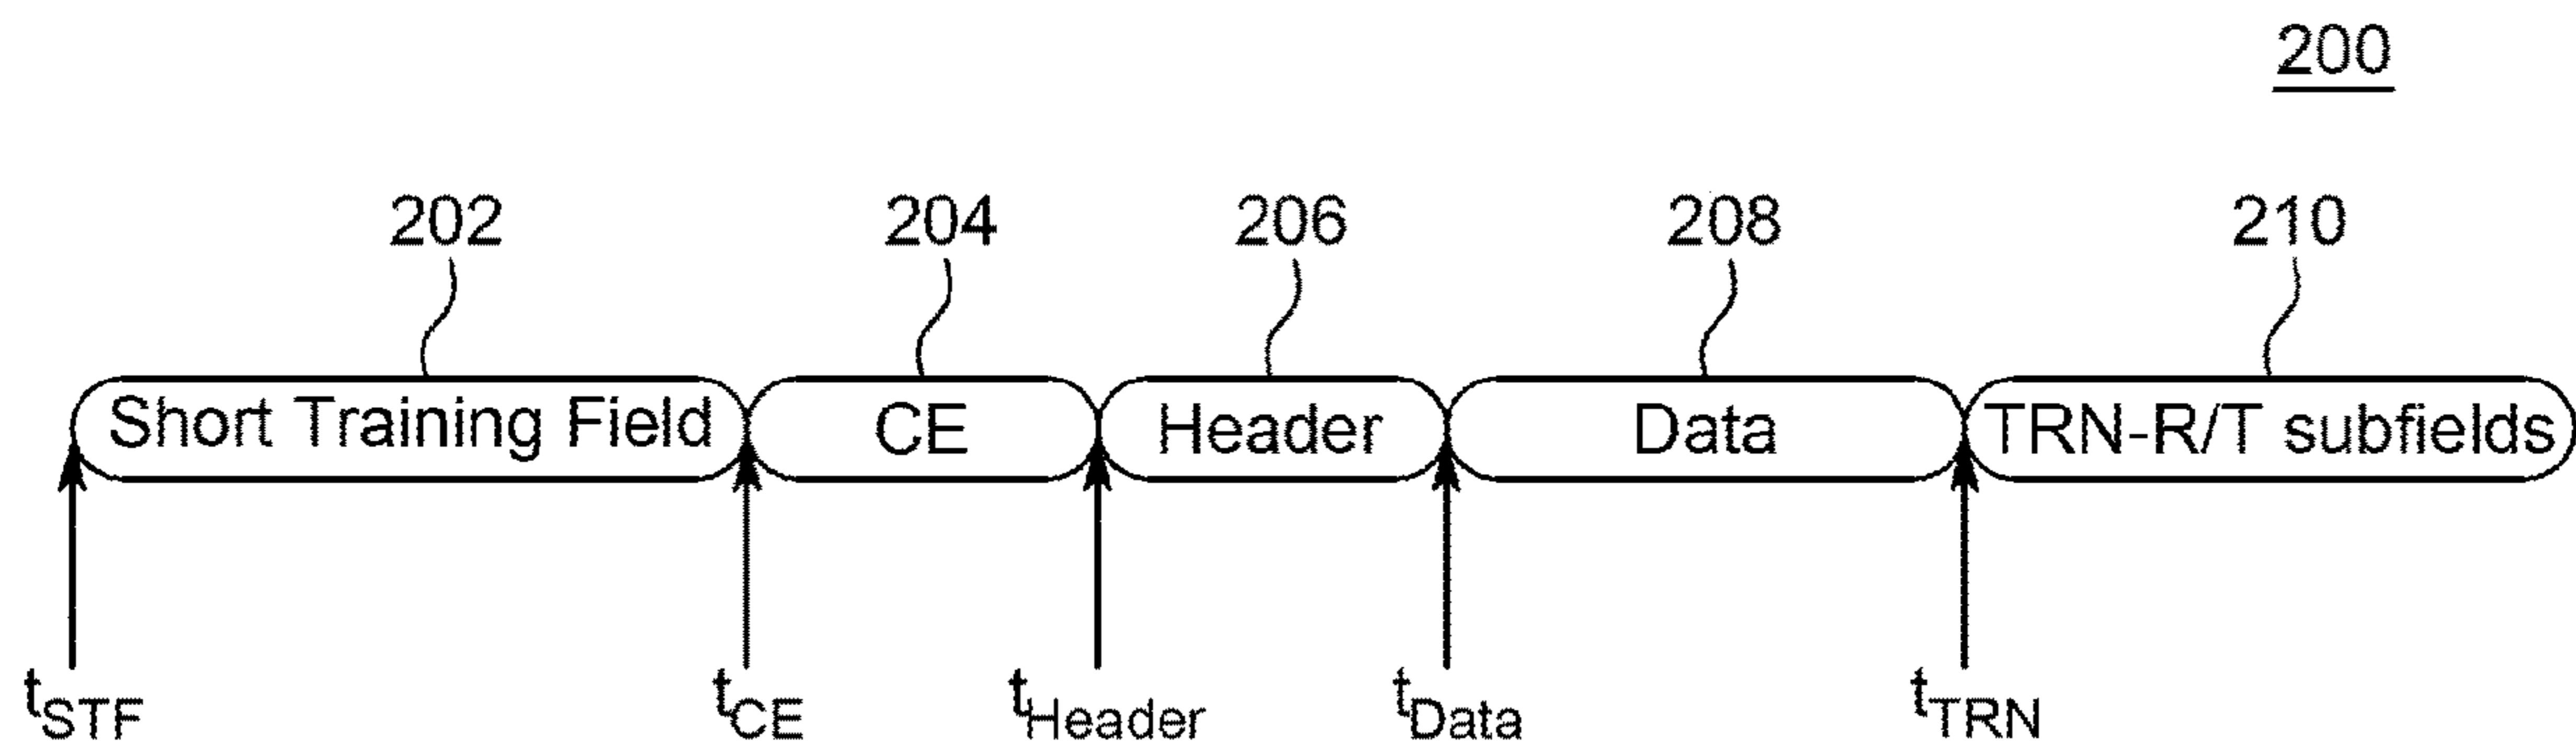 200
202 204 206 208 210
Short Training Field CE Header Data TRN-R/T subfields
tSTF tCE tHeader tData tTRN